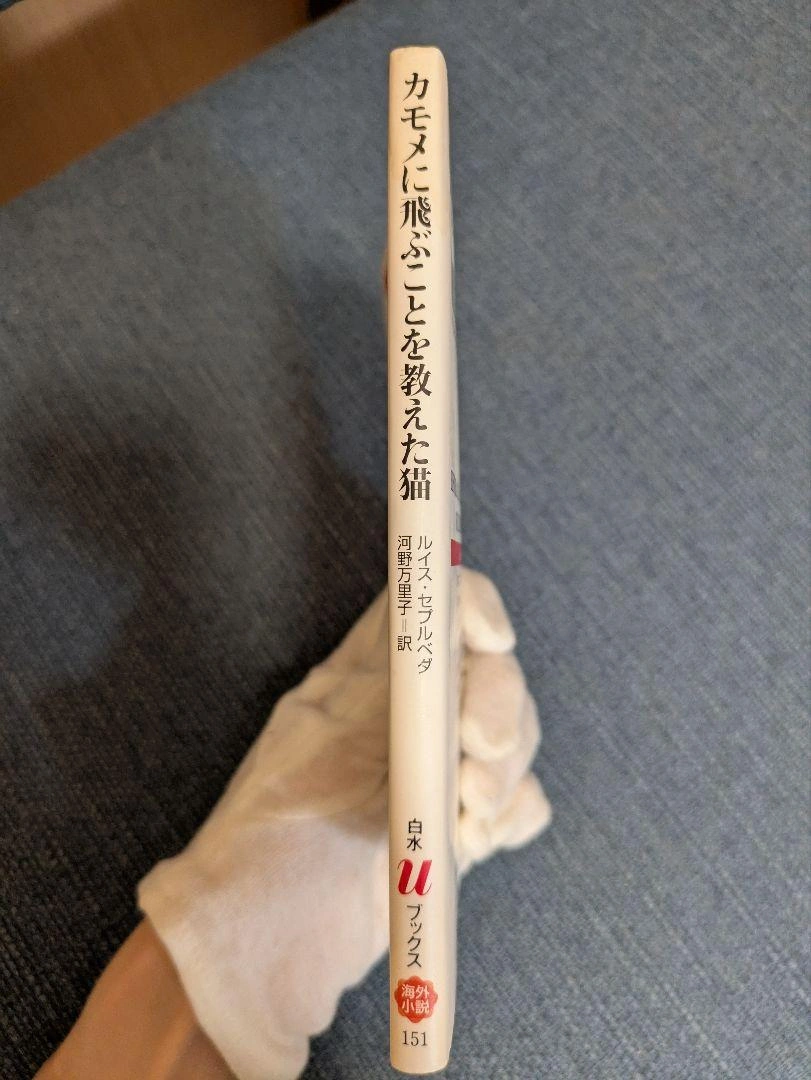 カモメに飛ぶことを教えた猫
ルイス・セプルベダ
河野万里子＝訳
白水
u
ブックス
海外
小説
151